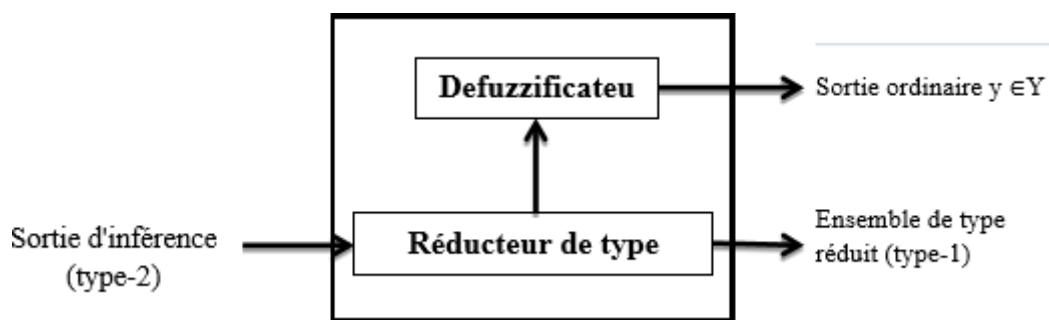 Defuzzificateu
Sortie ordinaire y ∈Y
Sortie d'inférence
(type-2)
Réducteur de type
Ensemble de type
réduit (type-1)